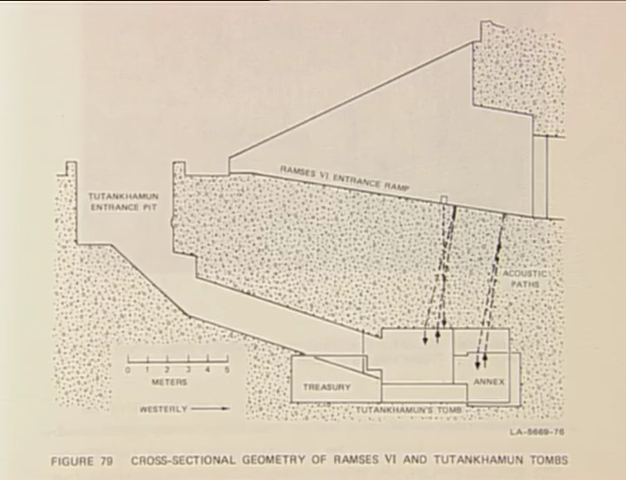 RAMSES VI ENTRANCE RAMP
TUTANKHAMUN
ENTRANCE PIT
ACOUSTIC
PATHS
0 1 2 3 4 5
METERS
TREASURY
ANNEX
WESTERLY
TUTANKHAMUN'S TOMB
LA-5669-76
FIGURE 79 CROSS-SECTIONAL GEOMETRY OF RAMSES VI AND TUTANKHAMUN TOMBS